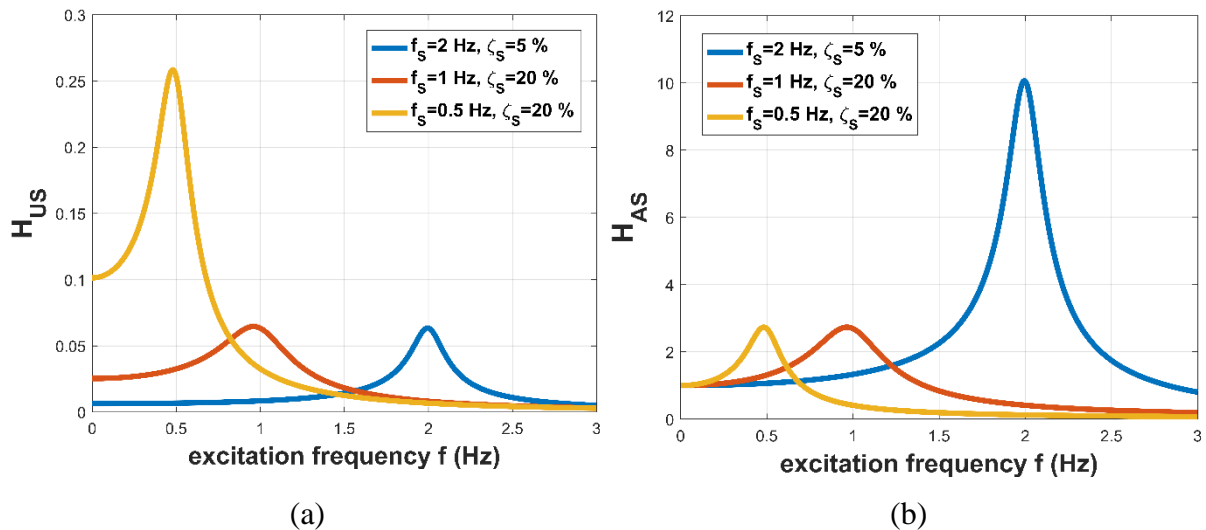 0.3
0.25
0.2
0.15
0.1
0.05
0
H_US
f_S=2 Hz, ζ_S=5 %
f_S=1 Hz, ζ_S=20 %
f_S=0.5 Hz, ζ_S=20 %
0 0.5 1 1.5 2 2.5 3
excitation frequency f (Hz)
(a)
12
10
8
6
4
2
0
H_AS
f_S=2 Hz, ζ_S=5 %
f_S=1 Hz, ζ_S=20 %
f_S=0.5 Hz, ζ_S=20 %
0 0.5 1 1.5 2 2.5 3
excitation frequency f (Hz)
(b)